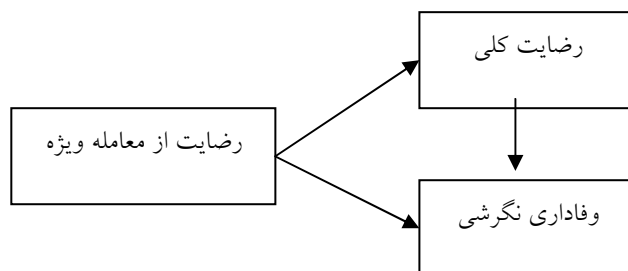 رضایت کلی
رضایت از معامله ویژه
وفاداری نگرشی